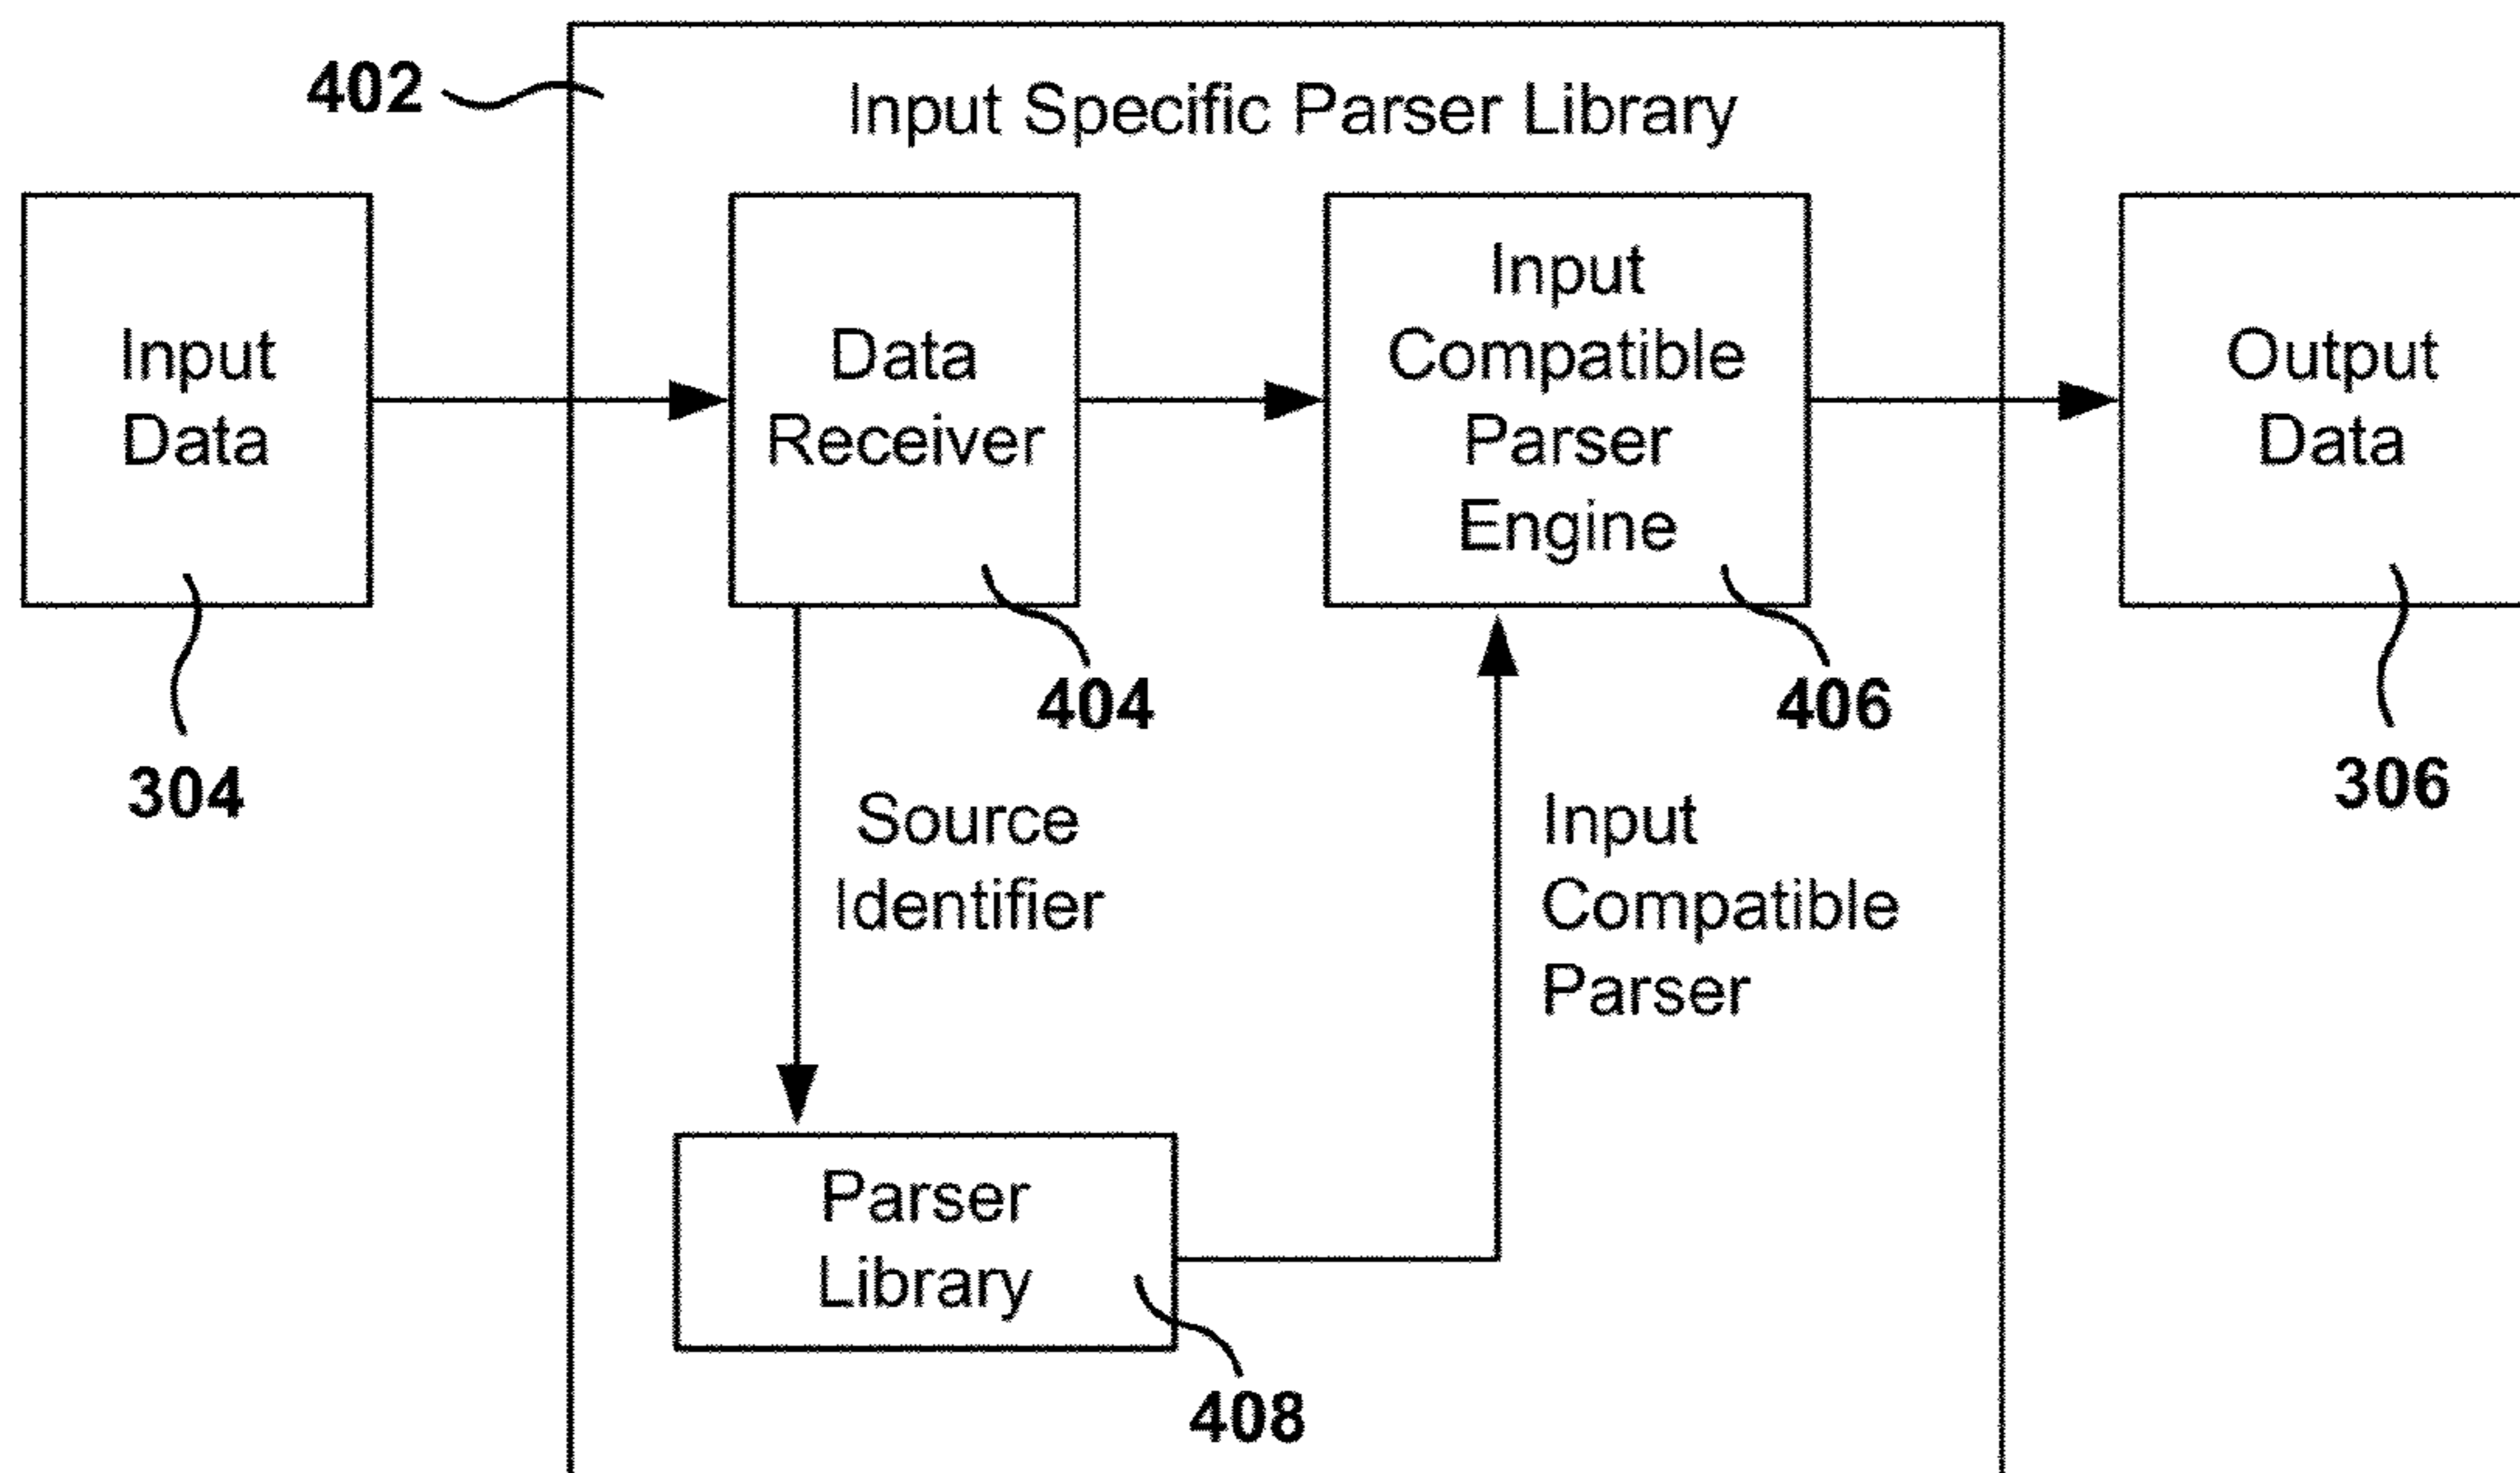 402
Input Specific Parser Library
Input
Data
304
Data
Receiver
404
Input
Compatible
Parser
Engine
406
Output
Data
306
Source
Identifier
Input
Compatible
Parser
Parser
Library
408